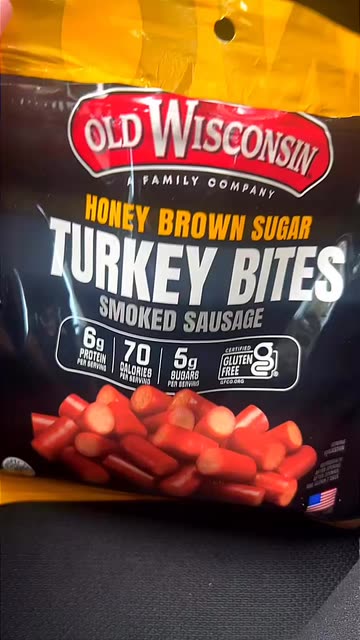 OLD WISCONSIN
A FAMILY COMPANY
HONEY BROWN SUGAR
TURKEY BITES
SMOKED SAUSAGE
6g
PROTEIN
PER SERVING
70
CALORIES
PER SERVING
5g
SUGARS
PER SERVING
CERTIFIED
GLUTEN
FREE
GFCO.ORG